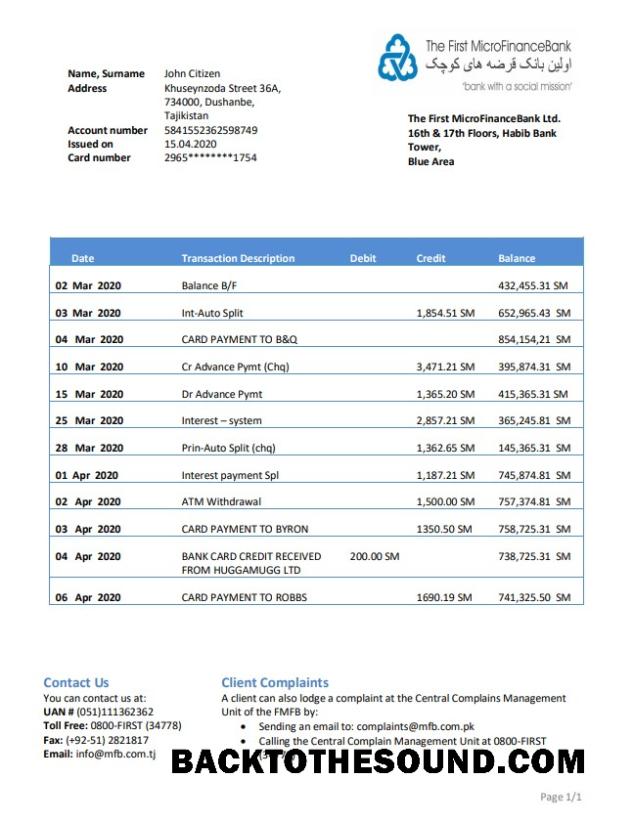 The First MicroFinanceBank
اولین بانک قرضه های کوچک
'bank with a social mission'
Name, Surname John Citizen
Address Khuseynzoda Street 36A,
734000, Dushanbe,
Tajikistan
Account number 5841552362598749
Issued on 15.04.2020
Card number 2965********1754
The First MicroFinanceBank Ltd.
16th & 17th Floors, Habib Bank
Tower,
Blue Area
Date Transaction Description Debit Credit Balance
02 Mar 2020 Balance B/F 432,455.31 SM
03 Mar 2020 Int-Auto Split 1,854.51 SM 652,965.43 SM
04 Mar 2020 CARD PAYMENT TO B&Q 854,154,21 SM
10 Mar 2020 Cr Advance Pymt (Chq) 3,471.21 SM 395,874.31 SM
15 Mar 2020 Dr Advance Pymt 1,365.20 SM 415,365.31 SM
25 Mar 2020 Interest – system 2,857.21 SM 365,245.81 SM
28 Mar 2020 Prin-Auto Split (chq) 1,362.65 SM 145,365.31 SM
01 Apr 2020 Interest payment Spl 1,187.21 SM 745,874.81 SM
02 Apr 2020 ATM Withdrawal 1,500.00 SM 757,374.81 SM
03 Apr 2020 CARD PAYMENT TO BYRON 1350.50 SM 758,725.31 SM
04 Apr 2020 BANK CARD CREDIT RECEIVED 200.00 SM 738,725.31 SM
FROM HUGGAMUGG LTD
06 Apr 2020 CARD PAYMENT TO ROBBS 1690.19 SM 741,325.50 SM
Contact Us
You can contact us at:
UAN # (051)111362362
Toll Free: 0800-FIRST (34778)
Fax: (+92-51) 2821817
Email: info@mfb.com.tj
Client Complaints
A client can also lodge a complaint at the Central Complains Management
Unit of the FMFB by:
• Sending an email to: complaints@mfb.com.pk
• Calling the Central Complain Management Unit at 0800-FIRST
BACKTOTHESOUND.COM
Page 1/1